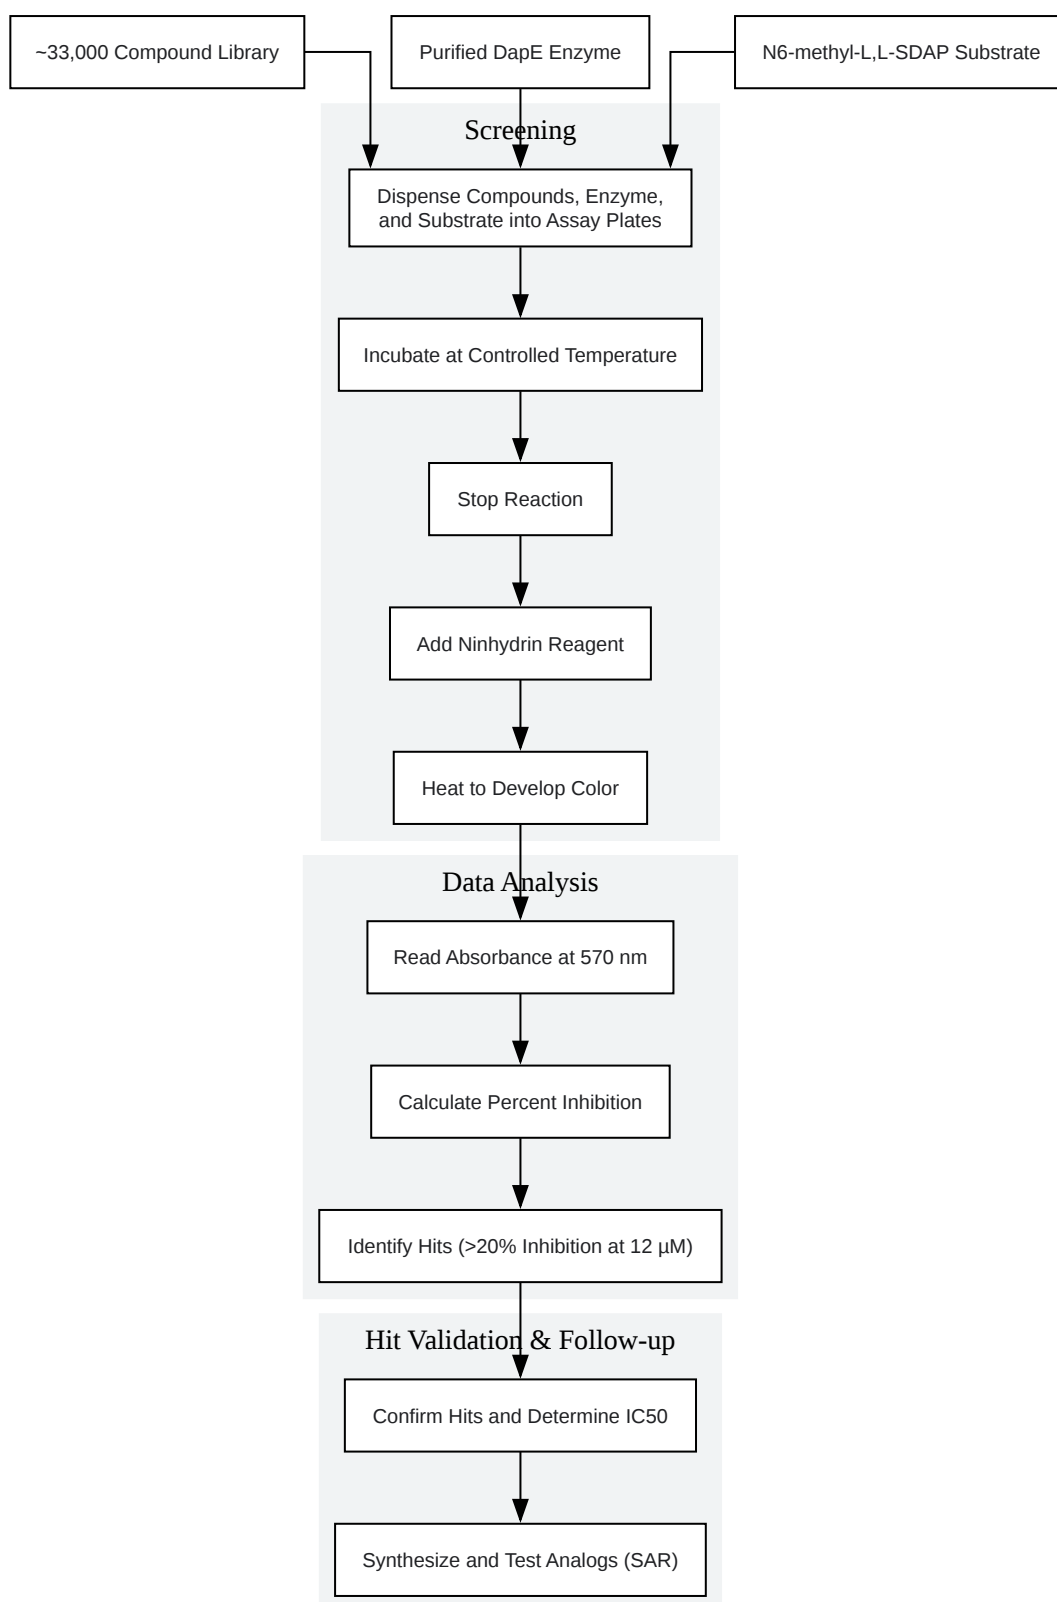 ~33,000 Compound Library
Purified DapE Enzyme
N6-methyl-L,L-SDAP Substrate
Screening
Dispense Compounds, Enzyme,
and Substrate into Assay Plates
Incubate at Controlled Temperature
Stop Reaction
Add Ninhydrin Reagent
Heat to Develop Color
Data Analysis
Read Absorbance at 570 nm
Calculate Percent Inhibition
Identify Hits (>20% Inhibition at 12 µM)
Hit Validation & Follow-up
Confirm Hits and Determine IC50
Synthesize and Test Analogs (SAR)